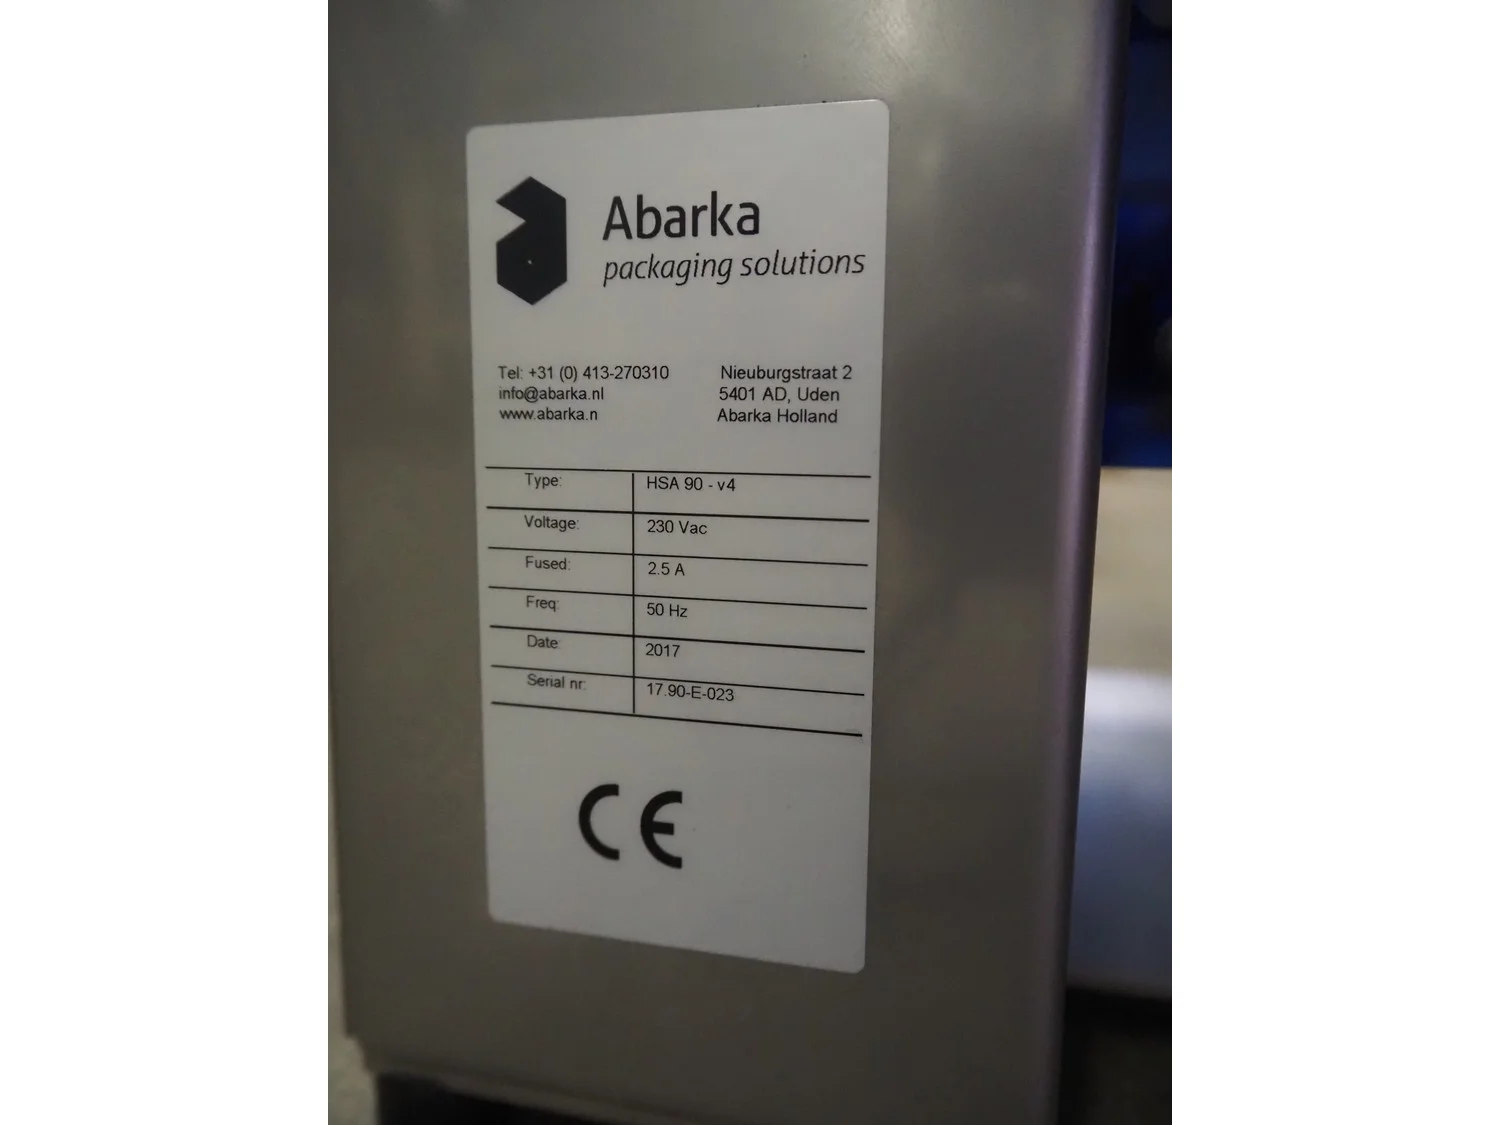 Abarka
packaging solutions
Tel: +31 (0) 413-270310
info@abarka.nl
www.abarka.n
Nieuburgstraat 2
5401 AD, Uden
Abarka Holland
Type: HSA 90 - v4
Voltage: 230 Vac
Fused: 2.5 A
Freq: 50 Hz
Date: 2017
Serial nr: 17.90-E-023
CE